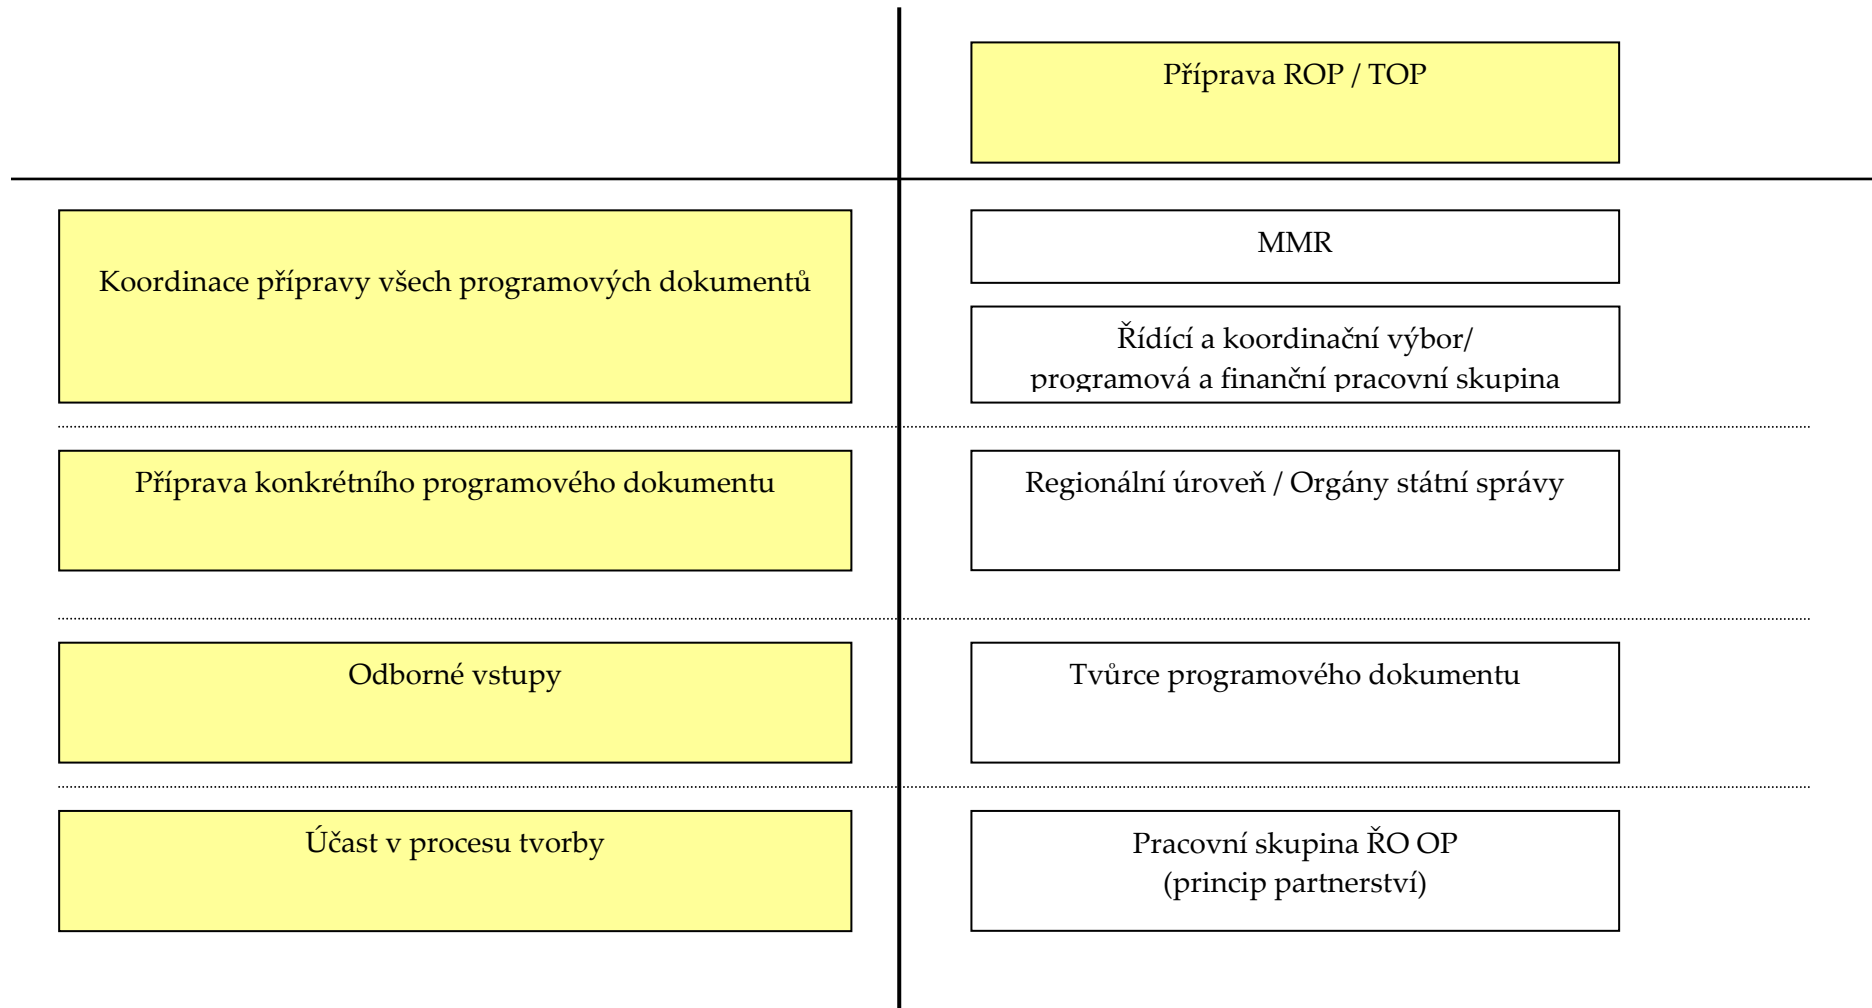 Příprava ROP / TOP
Koordinace přípravy všech programových dokumentů
MMR
Řídící a koordinační výbor/
programová a finanční pracovní skupina
Příprava konkrétního programového dokumentu
Regionální úroveň / Orgány státní správy
Odborné vstupy
Tvůrce programového dokumentu
Účast v procesu tvorby
Pracovní skupina ŘO OP
(princip partnerství)